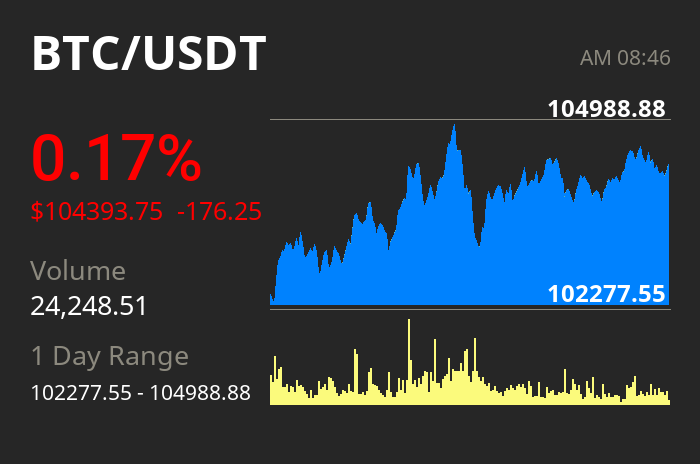 BTC/USDT
AM 08:46
104988.88
0.17%
$104393.75 -176.25
Volume
24,248.51
102277.55
1 Day Range
102277.55 - 104988.88